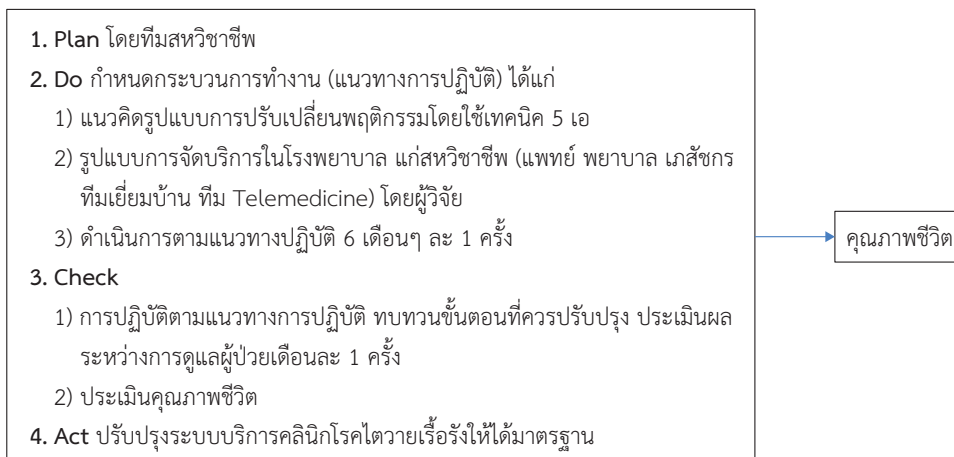 1. Plan โดยทีมสหวิชาชีพ
2. Do กำหนดกระบวนการทำงาน (แนวทางการปฏิบัติ) ได้แก่
1) แนวคิดรูปแบบการปรับเปลี่ยนพฤติกรรมโดยใช้เทคนิค 5 เอ
2) รูปแบบการจัดบริการในโรงพยาบาล แก่สหวิชาชีพ (แพทย์ พยาบาล เภสัชกร
ทีมเยี่ยมบ้าน ทีม Telemedicine) โดยผู้วิจัย
3) ดำเนินการตามแนวทางปฏิบัติ 6 เดือนๆ ละ 1 ครั้ง
คุณภาพชีวิต
3. Check
1) การปฏิบัติตามแนวทางการปฏิบัติ ทบทวนขั้นตอนที่ควรปรับปรุง ประเมินผล
ระหว่างการดูแลผู้ป่วยเดือนละ 1 ครั้ง
2) ประเมินคุณภาพชีวิต
4. Act ปรับปรุงระบบบริการคลินิกโรคไตวายเรื้อรังให้ได้มาตรฐาน